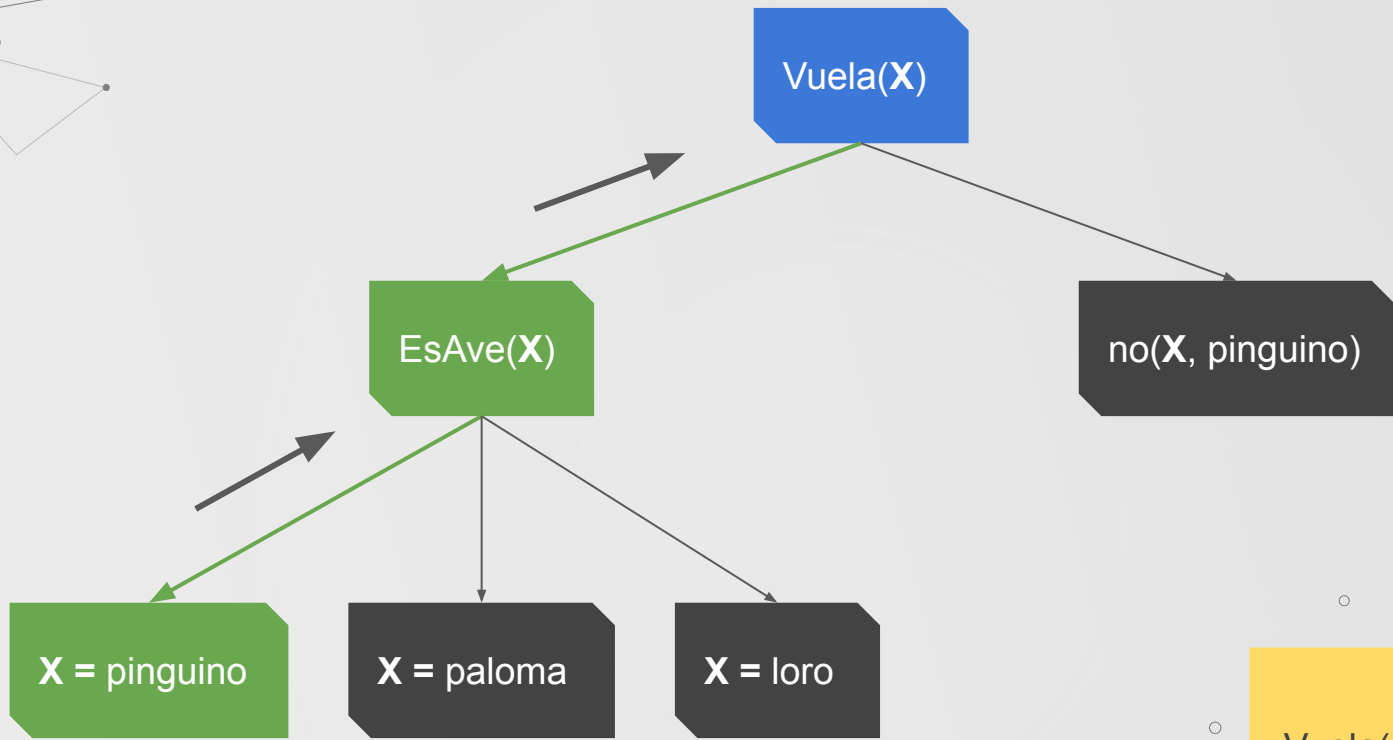 Vuela(X)
EsAve(X)
no(X, pinguino)
X = pinguino
X = paloma
X = loro